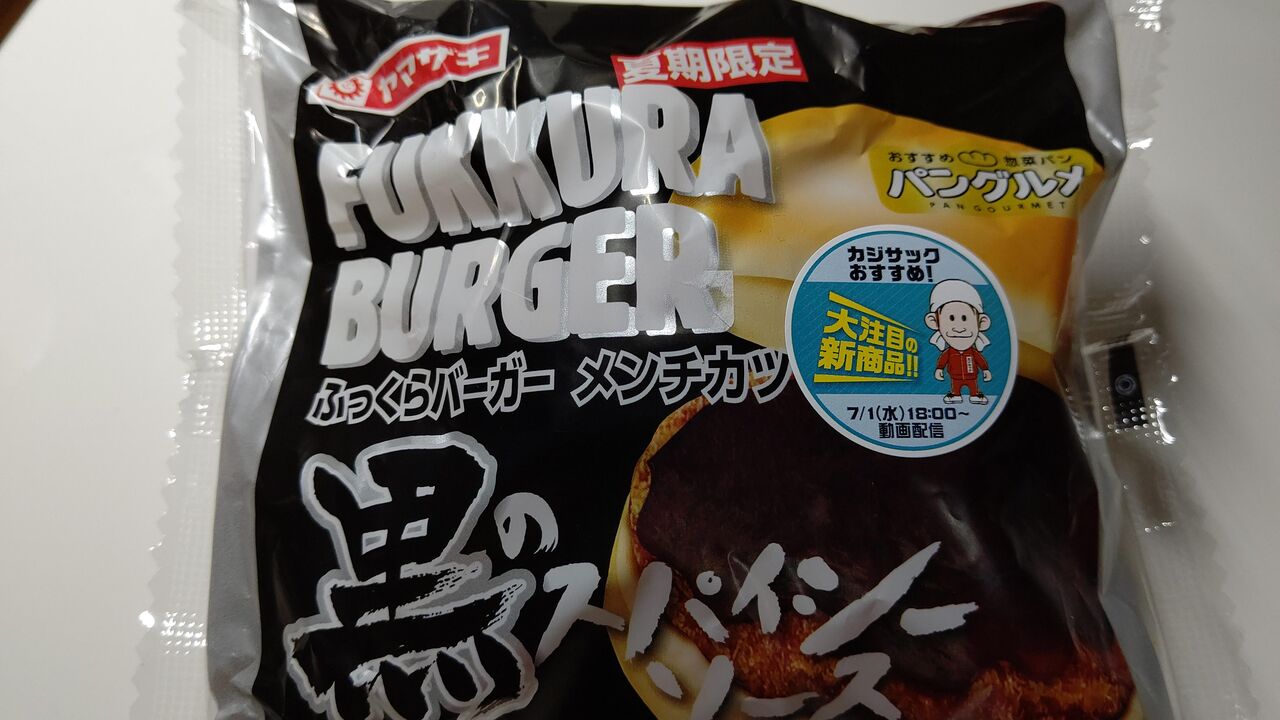 ヤマザキ
夏期限定
FUKKURA
BURGER
おすすめ 惣菜パン
パングルメ
PAN GOURMET
カジサック
おすすめ!
大注目の
新商品!!
7/1(水)18:00~
動画配信
ふっくらバーガー メンチカツ
黒の
スパイシー
ソース